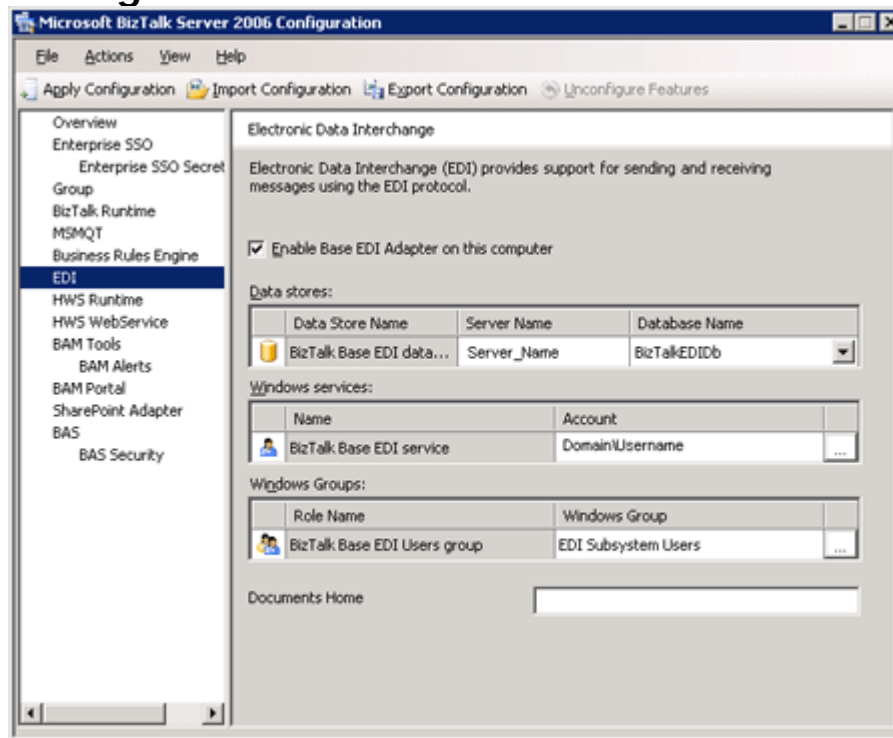 Microsoft BizTalk Server 2006 Configuration
File Actions View Help
Apply Configuration Import Configuration Export Configuration Unconfigure Features
Overview
Enterprise SSO
Enterprise SSO Secret
Group
BizTalk Runtime
MSMQT
Business Rules Engine
EDI
HWS Runtime
HWS WebService
BAM Tools
BAM Alerts
BAM Portal
SharePoint Adapter
BAS
BAS Security
Electronic Data Interchange
Electronic Data Interchange (EDI) provides support for sending and receiving
messages using the EDI protocol.
Enable Base EDI Adapter on this computer
Data stores:
Data Store Name Server Name Database Name
BizTalk Base EDI data... Server_Name BizTalkEDIDb
Windows services:
Name Account
BizTalk Base EDI service Domain\Username ...
Windows Groups:
Role Name Windows Group
BizTalk Base EDI Users group EDI Subsystem Users ...
Documents Home